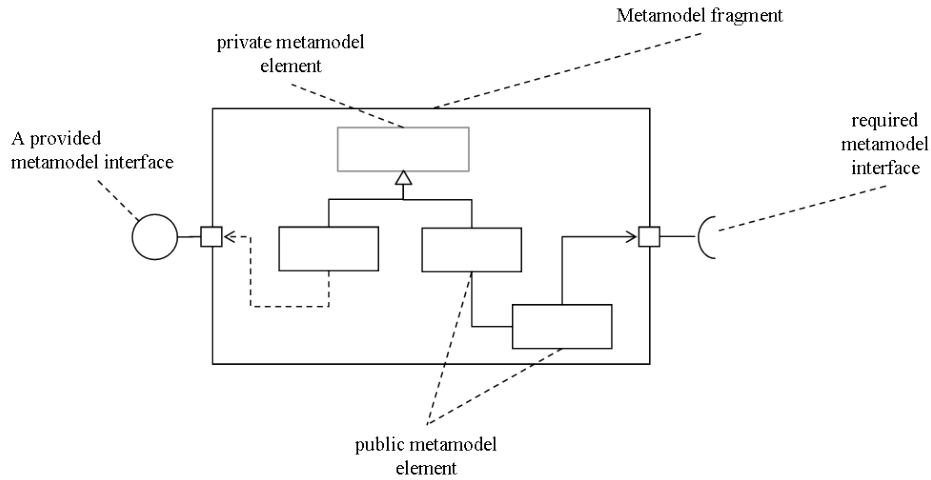 Metamodel fragment
private metamodel
element
A provided
metamodel interface
required
metamodel
interface
public metamodel
element